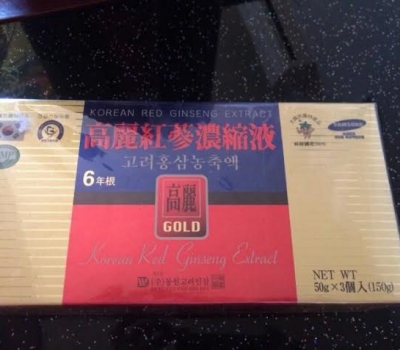 KOREAN RED GINSENG EXTRACT
高麗紅蔘濃縮液
고려홍삼농축액
6年根
高麗
GOLD
Korean Red Ginseng Extract
NET WT
50g×3個入(150g)